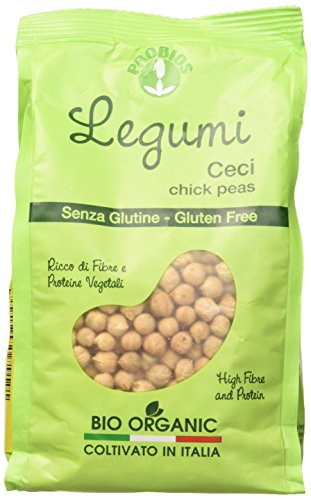 PROBIOS
Legumi
Ceci
chick peas
Senza Glutine - Gluten Free
Ricco di Fibre e
Proteine Vegetali
High Fibre
and Protein
BIO ORGANIC
COLTIVATO IN ITALIA